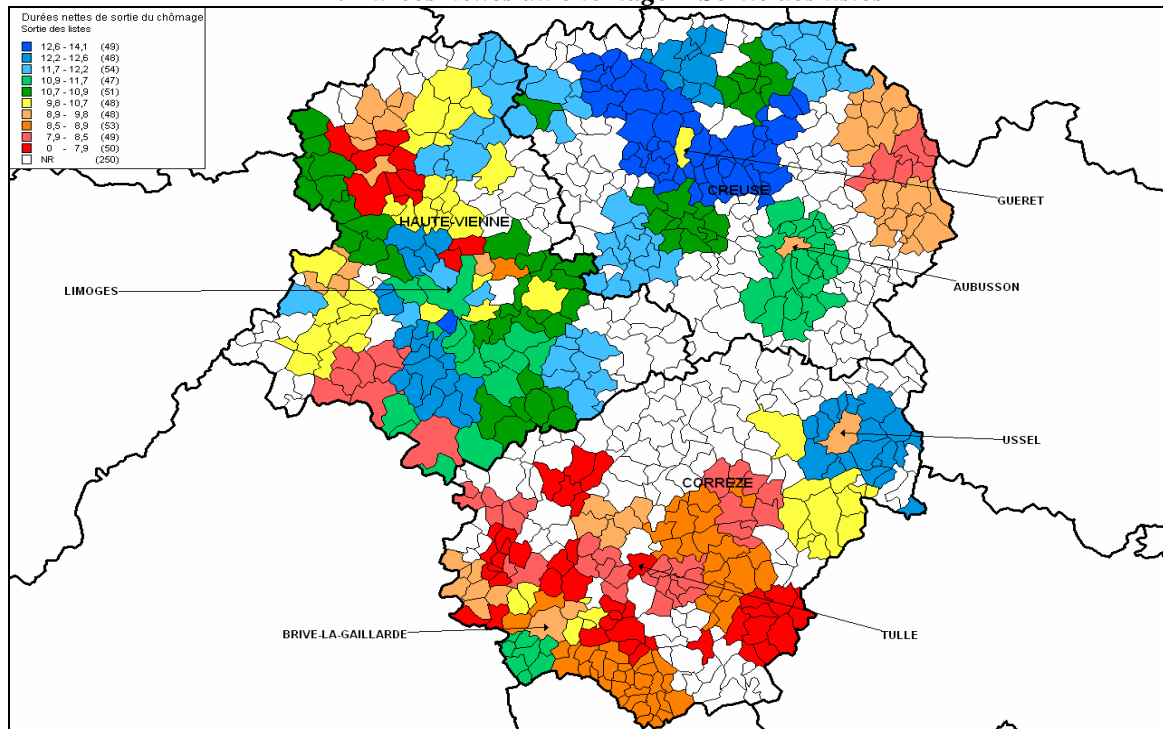 Durées nettes de sortie du chômage
Sortie des listes
12,6 - 14,1 (49)
12,2 - 12,6 (48)
11,7 - 12,2 (54)
10,9 - 11,7 (47)
10,7 - 10,9 (51)
9,8 - 10,7 (48)
8,9 - 9,8 (48)
8,5 - 8,9 (53)
7,9 - 8,5 (49)
0 - 7,9 (50)
NR (250)
CREUSE
GUERET
HAUTE-VIENNE
AUBUSSON
LIMOGES
USSEL
CORREZE
BRIVE-LA-GAILLARDE
TULLE